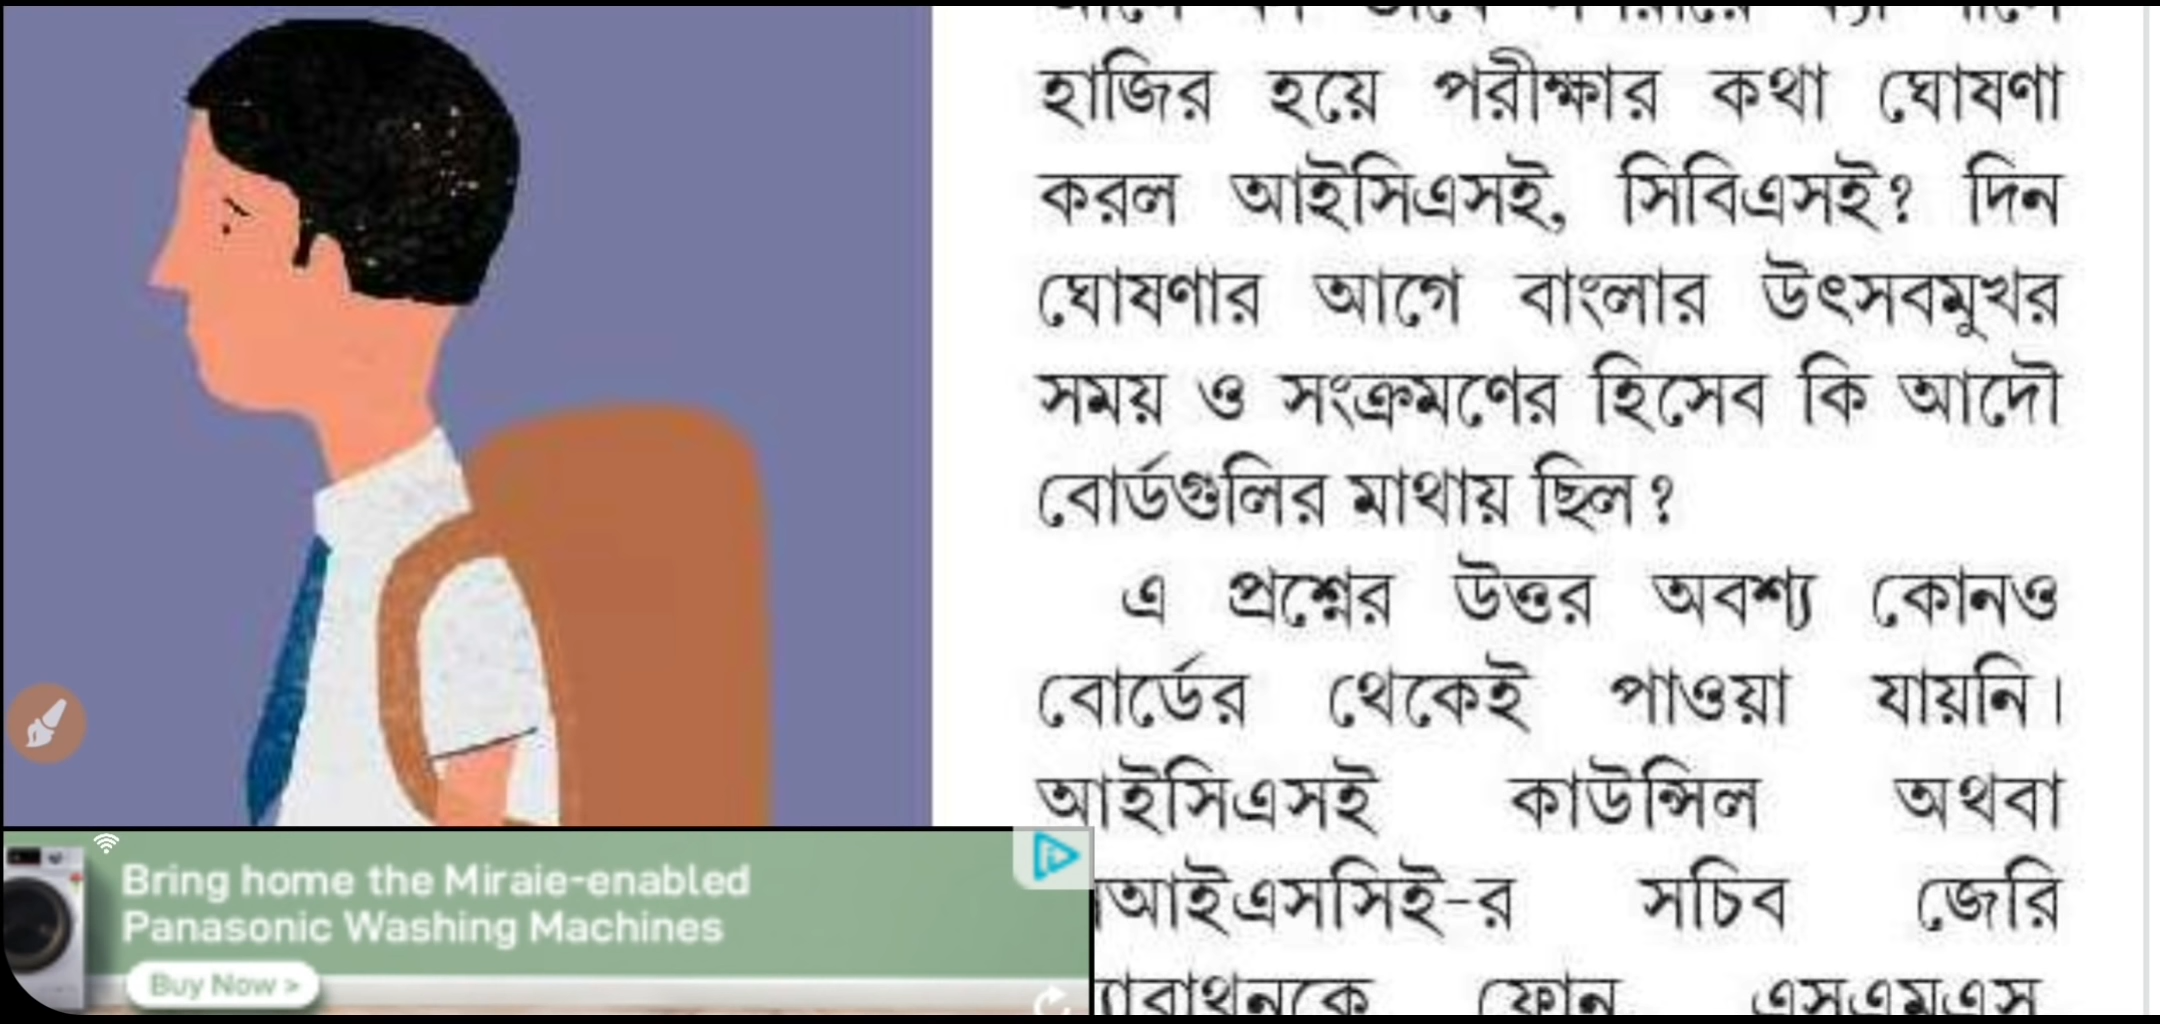 হাজির হয়ে পরীক্ষার কথা ঘোষণা
করল আইসিএসই, সিবিএসই? দিন
ঘোষণার আগে বাংলার উৎসবমুখর
সময় ও সংক্রমণের হিসেব কি আদৌ
বোর্ডগুলির মাথায় ছিল?
এ প্রশ্নের উত্তর অবশ্য কোনও
বোর্ডের থেকেই পাওয়া যায়নি।
আইসিএসই কাউন্সিল অথবা
আইএসসিই-র সচিব জেরি
ফোন এসএমএস
Bring home the Miraie-enabled
Panasonic Washing Machines
Buy Now >